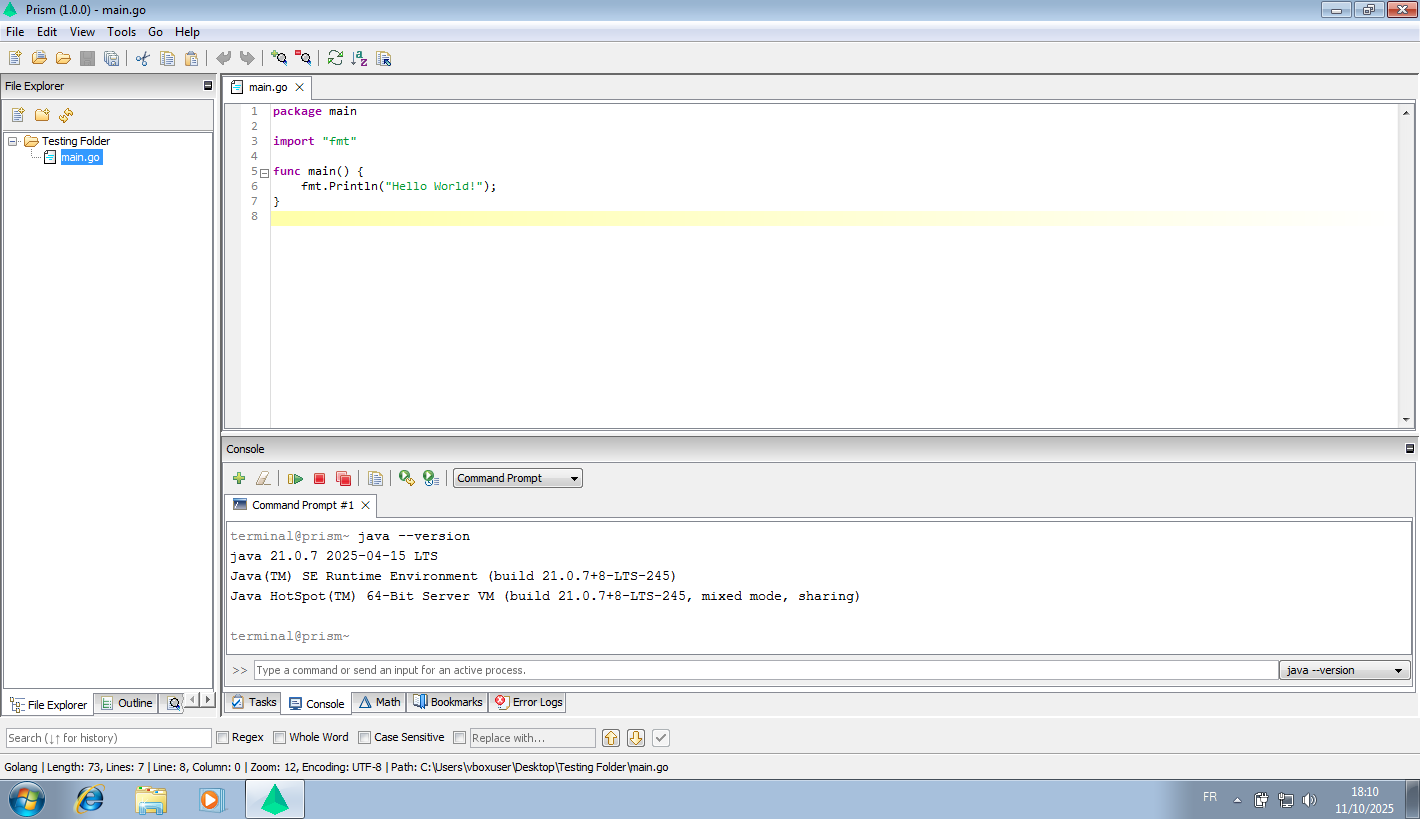 Prism (1.0.0) - main.go
File Edit View Tools Go Help
File Explorer
Testing Folder
main.go
main.go
1 package main
2
3 import "fmt"
4
5 func main() {
6 fmt.Println("Hello World!");
7 }
8
Console
Command Prompt
Command Prompt #1
terminal@prism~ java --version
java 21.0.7 2025-04-15 LTS
Java(TM) SE Runtime Environment (build 21.0.7+8-LTS-245)
Java HotSpot(TM) 64-Bit Server VM (build 21.0.7+8-LTS-245, mixed mode, sharing)
terminal@prism~
>> Type a command or send an input for an active process. java --version
File Explorer Outline
Tasks Console Math Bookmarks Error Logs
Search (↓↑ for history) Regex Whole Word Case Sensitive Replace with...
Golang | Length: 73, Lines: 7 | Line: 8, Column: 0 | Zoom: 12, Encoding: UTF-8 | Path: C:\Users\vboxuser\Desktop\Testing Folder\main.go
FR
18:10
11/10/2025